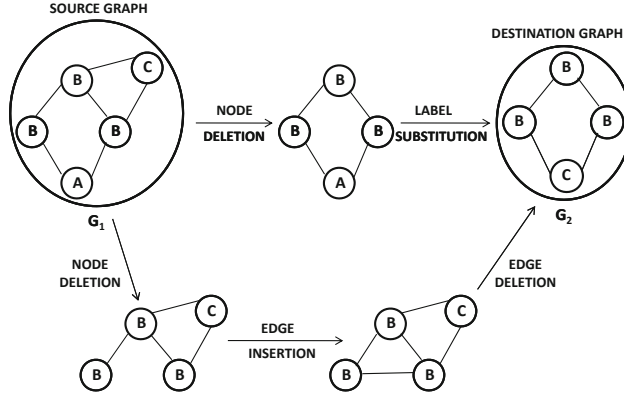 SOURCE GRAPH
DESTINATION GRAPH
B
C
B
B
A
G1
NODE
DELETION
B
B
B
A
LABEL
SUBSTITUTION
B
B
B
C
G2
NODE
DELETION
B
C
B
B
EDGE
INSERTION
B
C
B
B
EDGE
DELETION